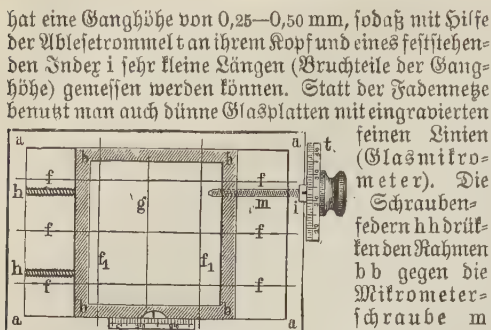 hat eine Ganghöhe von 0,25—0,50 mm, sodaß mit Hilfe
der Ablesetrommel t an ihrem Kopf und eines feststehen-
den Index i sehr kleine Längen (Bruchteile der Gang-
höhe) gemessen werden können. Statt der Fadennetze
benutzt man auch dünne Glasplatten mit eingravierten
feinen Linien
(Glasmikro-
meter). Die
Schrauben-
federn h h drük-
ken den Rahmen
b b gegen die
Mikrometer-
schraube m
a
a
t
b
b
f
f
h
g
m
i
f
f
f₁
f₁
h
f
f
b
b
a
a